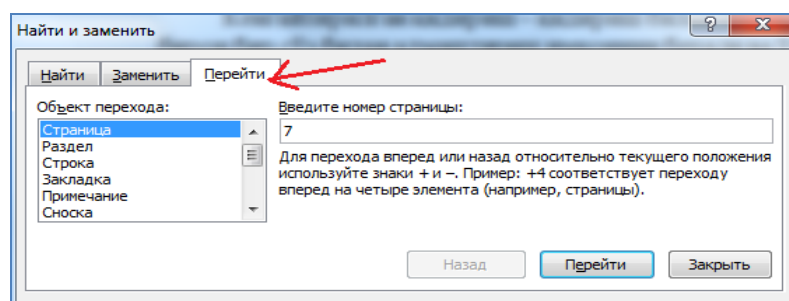 Найти и заменить
Найти Заменить Перейти
Объект перехода: Введите номер страницы:
Страница
Раздел
Строка
Закладка
Примечание
Сноска
7
Для перехода вперед или назад относительно текущего положения
используйте знаки + и –. Пример: +4 соответствует переходу
вперед на четыре элемента (например, страницы).
Назад Перейти Закрыть